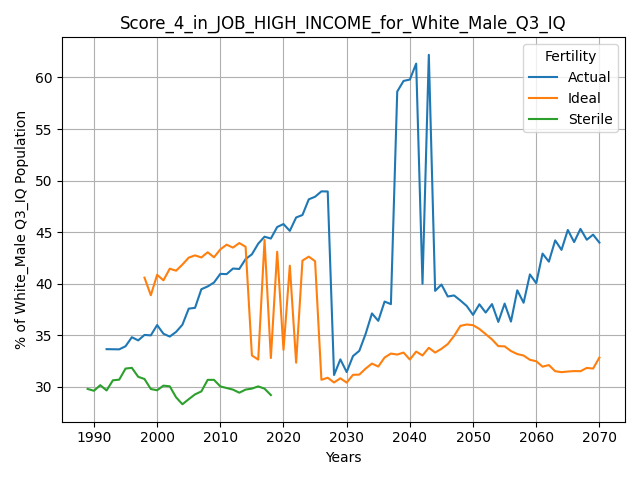 Score_4_in_JOB_HIGH_INCOME_for_White_Male_Q3_IQ
% of White_Male Q3_IQ Population
60
55
50
45
40
35
30
Fertility
Actual
Ideal
Sterile
1990 2000 2010 2020 2030 2040 2050 2060 2070
Years